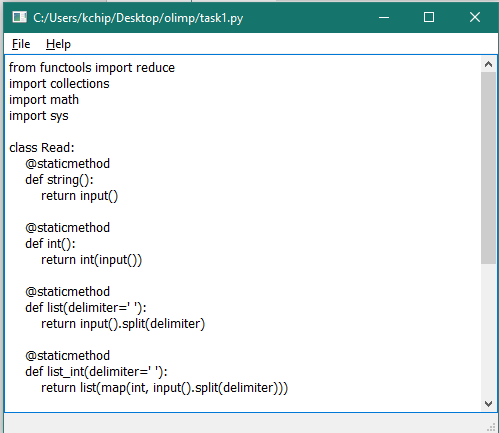 C:/Users/kchip/Desktop/olimp/task1.py
File Help
from functools import reduce
import collections
import math
import sys

class Read:
    @staticmethod
    def string():
        return input()

    @staticmethod
    def int():
        return int(input())

    @staticmethod
    def list(delimiter=' '):
        return input().split(delimiter)

    @staticmethod
    def list_int(delimiter=' '):
        return list(map(int, input().split(delimiter)))